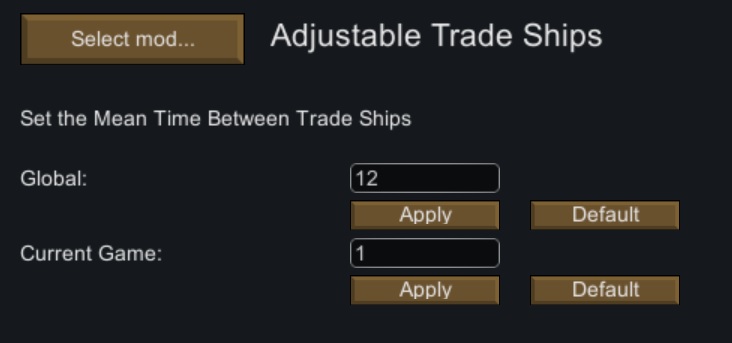 Select mod...
Adjustable Trade Ships
Set the Mean Time Between Trade Ships
Global:
12
Apply
Default
Current Game:
1
Apply
Default